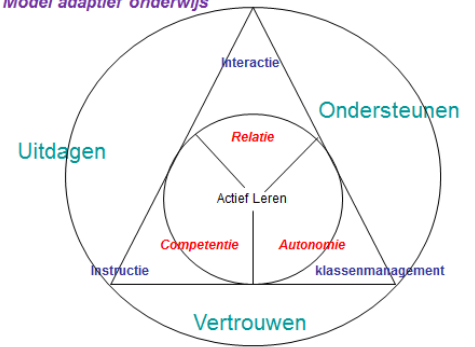 Model adaptief onderwijs
Interactie
Ondersteunen
Relatie
Uitdagen
Actief Leren
Competentie
Autonomie
Instructie
klassenmanagement
Vertrouwen